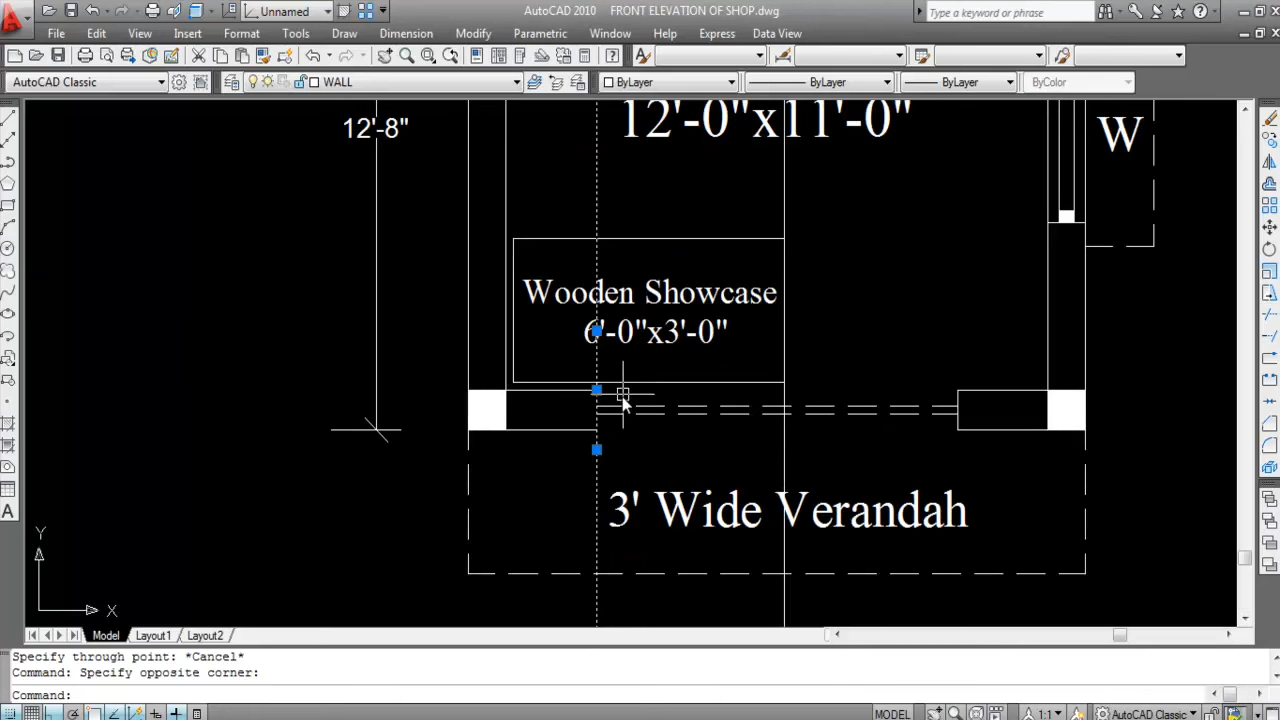 AutoCAD 2010 FRONT ELEVATION OF SHOP.dwg
Unnamed
Type a keyword or phrase
File Edit View Insert Format Tools Draw Dimension Modify Parametric Window Help Express Data View
AutoCAD Classic
WALL
ByLayer
ByLayer
ByLayer
ByColor
12'-8"
12'-0"x11'-0"
W
Wooden Showcase
6'-0"x3'-0"
3' Wide Verandah
Y
X
A
Model Layout1 Layout2
Specify through point: *Cancel*
Command: Specify opposite corner:
Command:
MODEL
1:1
AutoCAD Classic